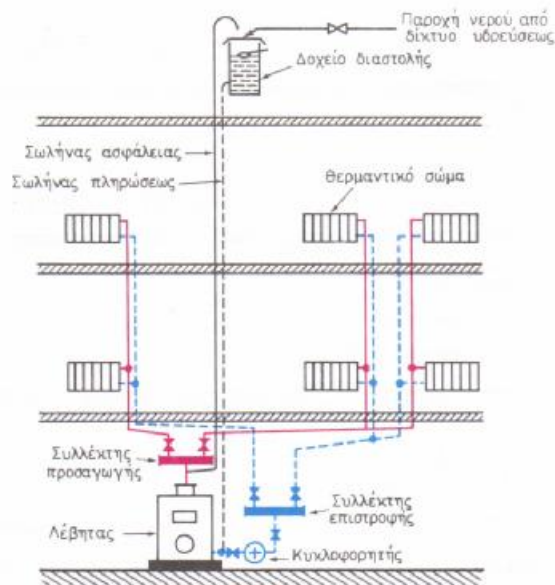 Παροχή νερού από
δίκτυο υδρεύσεως
Δοχείο διαστολής
Σωλήνας ασφάλειας
Σωλήνας πληρώσεως
Θερμαντικό σώμα
Συλλέκτης
προσαγωγής
Λέβητας
Συλλέκτης
επιστροφής
Κυκλοφορητής